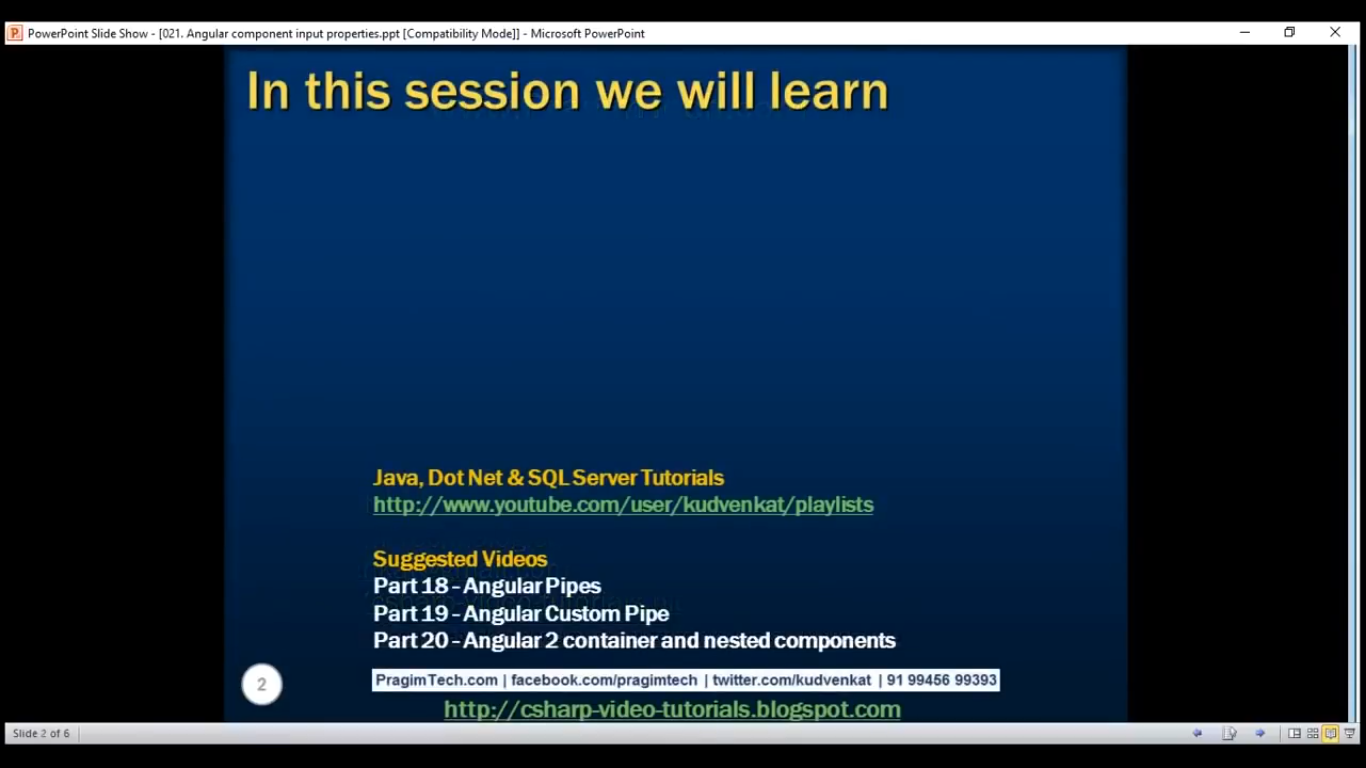 PowerPoint Slide Show - [021. Angular component input properties.ppt [Compatibility Mode]] - Microsoft PowerPoint
In this session we will learn
Java, Dot Net & SQL Server Tutorials
http://www.youtube.com/user/kudvenkat/playlists
Suggested Videos
Part 18 - Angular Pipes
Part 19 - Angular Custom Pipe
Part 20 - Angular 2 container and nested components
2
PragimTech.com | facebook.com/pragimtech | twitter.com/kudvenkat | 91 99456 99393
http://csharp-video-tutorials.blogspot.com
Slide 2 of 6